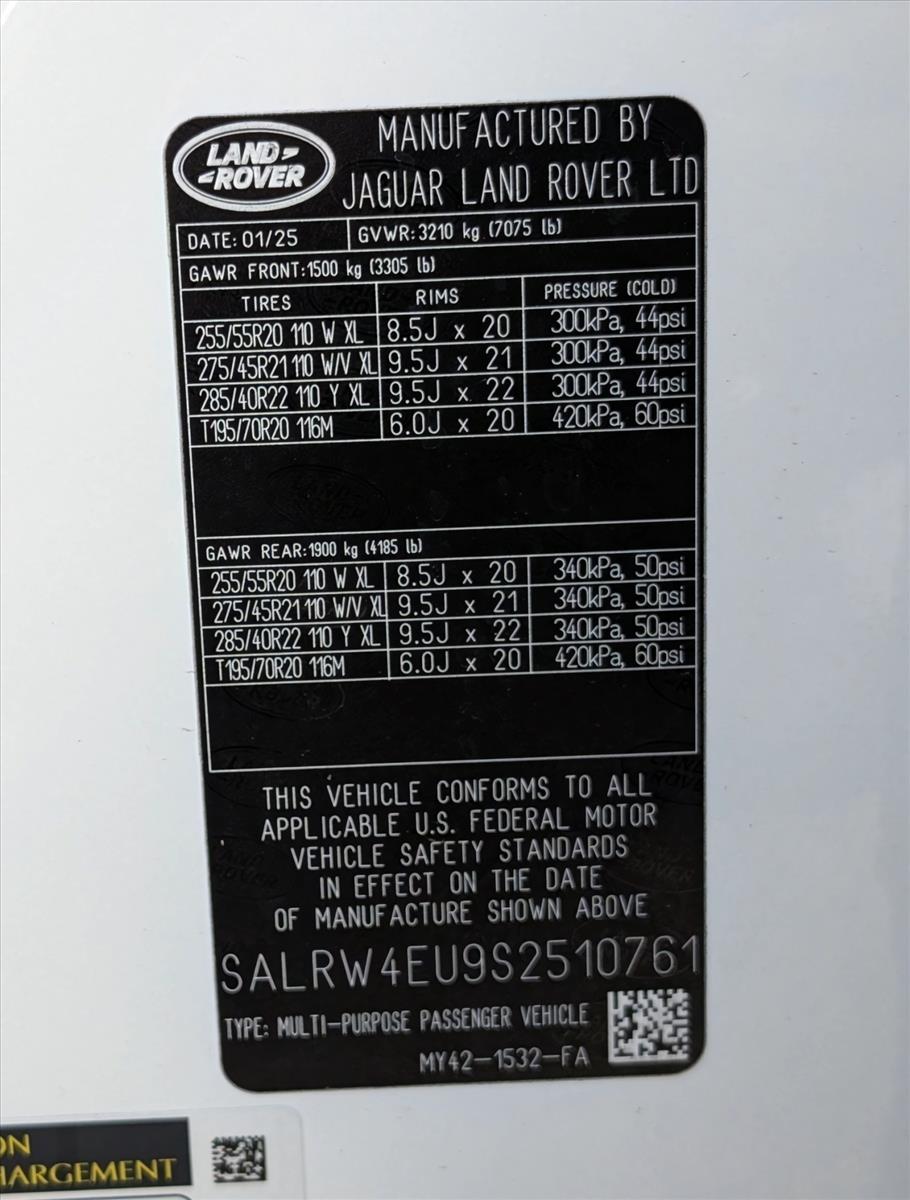 LAND-
-ROVER
MANUFACTURED BY
JAGUAR LAND ROVER LTD
DATE: 01/25 GVWR: 3210 kg (7075 lb)
GAWR FRONT: 1500 kg (3305 lb)
TIRES RIMS PRESSURE (COLD)
255/55R20 110 W XL 8.5J x 20 300kPa, 44psi
275/45R21 110 W/V XL 9.5J x 21 300kPa, 44psi
285/40R22 110 Y XL 9.5J x 22 300kPa, 44psi
T195/70R20 116M 6.0J x 20 420kPa, 60psi
GAWR REAR: 1900 kg (4185 lb)
255/55R20 110 W XL 8.5J x 20 340kPa, 50psi
275/45R21 110 W/V XL 9.5J x 21 340kPa, 50psi
285/40R22 110 Y XL 9.5J x 22 340kPa, 50psi
T195/70R20 116M 6.0J x 20 420kPa, 60psi
THIS VEHICLE CONFORMS TO ALL
APPLICABLE U.S. FEDERAL MOTOR
VEHICLE SAFETY STANDARDS
IN EFFECT ON THE DATE
OF MANUFACTURE SHOWN ABOVE
SALRW4EU9S2510761
TYPE: MULTI-PURPOSE PASSENGER VEHICLE
MY42-1532-FA
ON
HARGEMENT